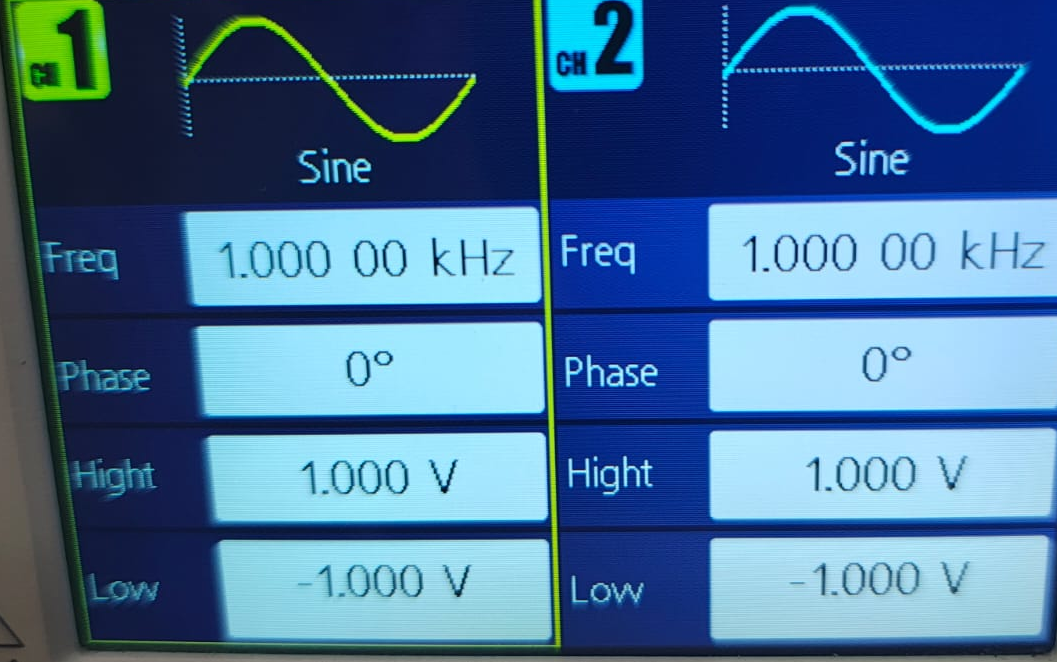 CH 1
CH 2
Sine
Sine
Freq 1.000 00 kHz
Freq 1.000 00 kHz
Phase 0°
Phase 0°
Hight 1.000 V
Hight 1.000 V
Low -1.000 V
Low -1.000 V